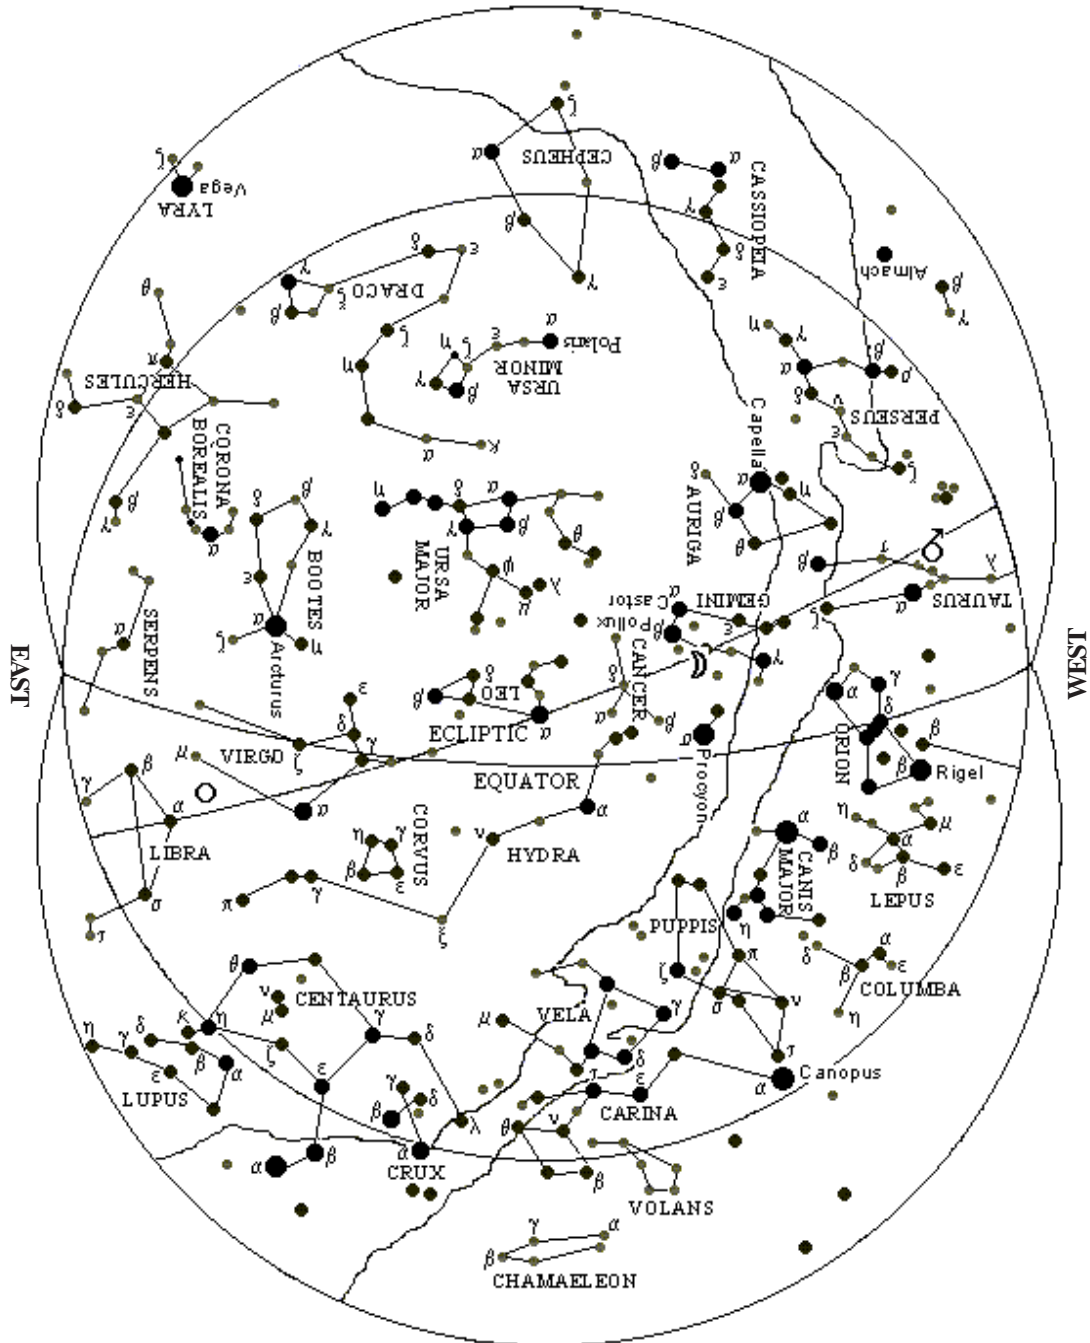 ζ
α
CEPHEUS
β
γ
β
α
CASSIOPEIA
γ
δ
ε
ζ
Vega
LYRA
Almach
β
γ
θ
π
HERCULES
δ
ε
β
γ
γ
β
ξ
DRACO
δ
ε
ζ
η
α
κ
α
Polaris
ε
ζ
η
URSA
MINOR
γ
β
η
γ
α
β
ρ
δ
ν
ε
PERSEUS
ζ
Capella
α
η
δ
β
θ
AURIGA
CORONA
BOREALIS
α
δ
β
γ
BOOTES
ε
α
ζ
η
Arcturus
η
δ
α
γ
β
URSA
MAJOR
θ
φ
λ
μ
SERPENS
α
EAST
WEST
α
Castor
β
Pollux
GEMINI
ε
γ
β
τ
♂
λ
α
ζ
TAURUS
δ
β
LEO
α
ECLIPTIC
CANCER
α
β
ε
δ
γ
VIRGO
ζ
μ
α
EQUATOR
α
Procyon
α
γ
δ
ORION
β
β
Rigel
γ
β
α
LIBRA
σ
τ
CORVUS
η
γ
β
ε
ν
HYDRA
α
π
γ
ξ
α
β
CANIS
MAJOR
η
η
μ
α
δ
β
ε
LEPUS
PUPPIS
π
ζ
σ
ν
τ
δ
α
β
ε
COLUMBA
η
θ
CENTAURUS
ν
μ
γ
δ
κ
η
ζ
ε
λ
β
α
η
γ
δ
β
α
ε
LUPUS
γ
δ
β
α
CRUX
VELA
γ
μ
δ
τ
ε
Canopus
α
CARINA
θ
ν
β
VOLANS
γ
α
β
CHAMAELEON